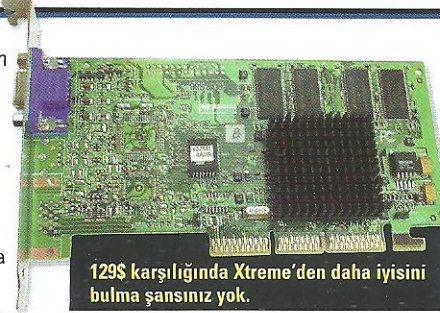 129$ karşılığında Xtreme'den daha iyisini
bulma şansınız yok.